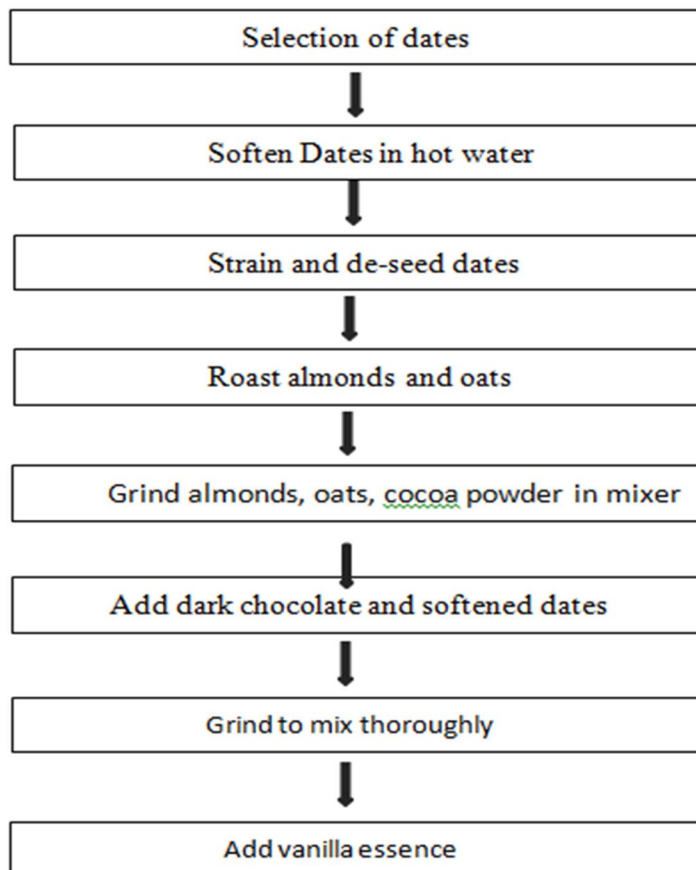 Selection of dates
Soften Dates in hot water
Strain and de-seed dates
Roast almonds and oats
Grind almonds, oats, cocoa powder in mixer
Add dark chocolate and softened dates
Grind to mix thoroughly
Add vanilla essence